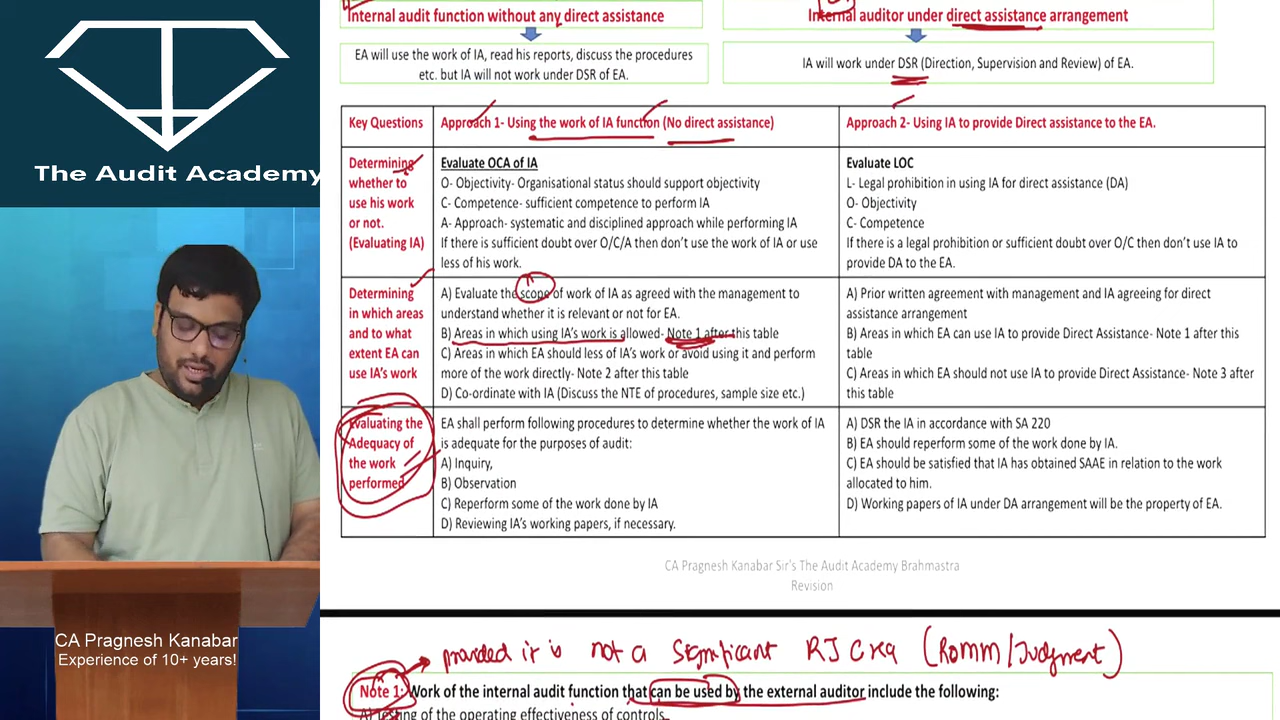 The Audit Academy
CA Pragnesh Kanabar
Experience of 10+ years!
Internal audit function without any direct assistance
Internal auditor under direct assistance arrangement
EA will use the work of IA, read his reports, discuss the procedures
etc. but IA will not work under DSR of EA.
IA will work under DSR (Direction, Supervision and Review) of EA.
Key Questions
Approach 1- Using the work of IA function (No direct assistance)
Approach 2- Using IA to provide Direct assistance to the EA.
Determining
whether to
use his work
or not.
(Evaluating IA)
Evaluate OCA of IA
O- Objectivity- Organisational status should support objectivity
C- Competence- sufficient competence to perform IA
A- Approach- systematic and disciplined approach while performing IA
If there is sufficient doubt over O/C/A then don't use the work of IA or use
less of his work.
Evaluate LOC
L- Legal prohibition in using IA for direct assistance (DA)
O- Objectivity
C- Competence
If there is a legal prohibition or sufficient doubt over O/C then don't use IA to
provide DA to the EA.
Determining
in which areas
and to what
extent EA can
use IA's work
A) Evaluate the scope of work of IA as agreed with the management to
understand whether it is relevant or not for EA.
B) Areas in which using IA's work is allowed- Note 1 after this table
C) Areas in which EA should less of IA's work or avoid using it and perform
more of the work directly- Note 2 after this table
D) Co-ordinate with IA (Discuss the NTE of procedures, sample size etc.)
A) Prior written agreement with management and IA agreeing for direct
assistance arrangement
B) Areas in which EA can use IA to provide Direct Assistance- Note 1 after this
table
C) Areas in which EA should not use IA to provide Direct Assistance- Note 3 after
this table
Evaluating the
Adequacy of
the work
performed
EA shall perform following procedures to determine whether the work of IA
is adequate for the purposes of audit:
A) Inquiry,
B) Observation
C) Reperform some of the work done by IA
D) Reviewing IA's working papers, if necessary.
A) DSR the IA in accordance with SA 220
B) EA should reperform some of the work done by IA.
C) EA should be satisfied that IA has obtained SAAE in relation to the work
allocated to him.
D) Working papers of IA under DA arrangement will be the property of EA.
CA Pragnesh Kanabar Sir's The Audit Academy Brahmastra
Revision
provided it is not a significant RJ (ROMM/Judgment)
Note 1: Work of the internal audit function that can be used by the external auditor include the following:
A) testing of the operating effectiveness of controls